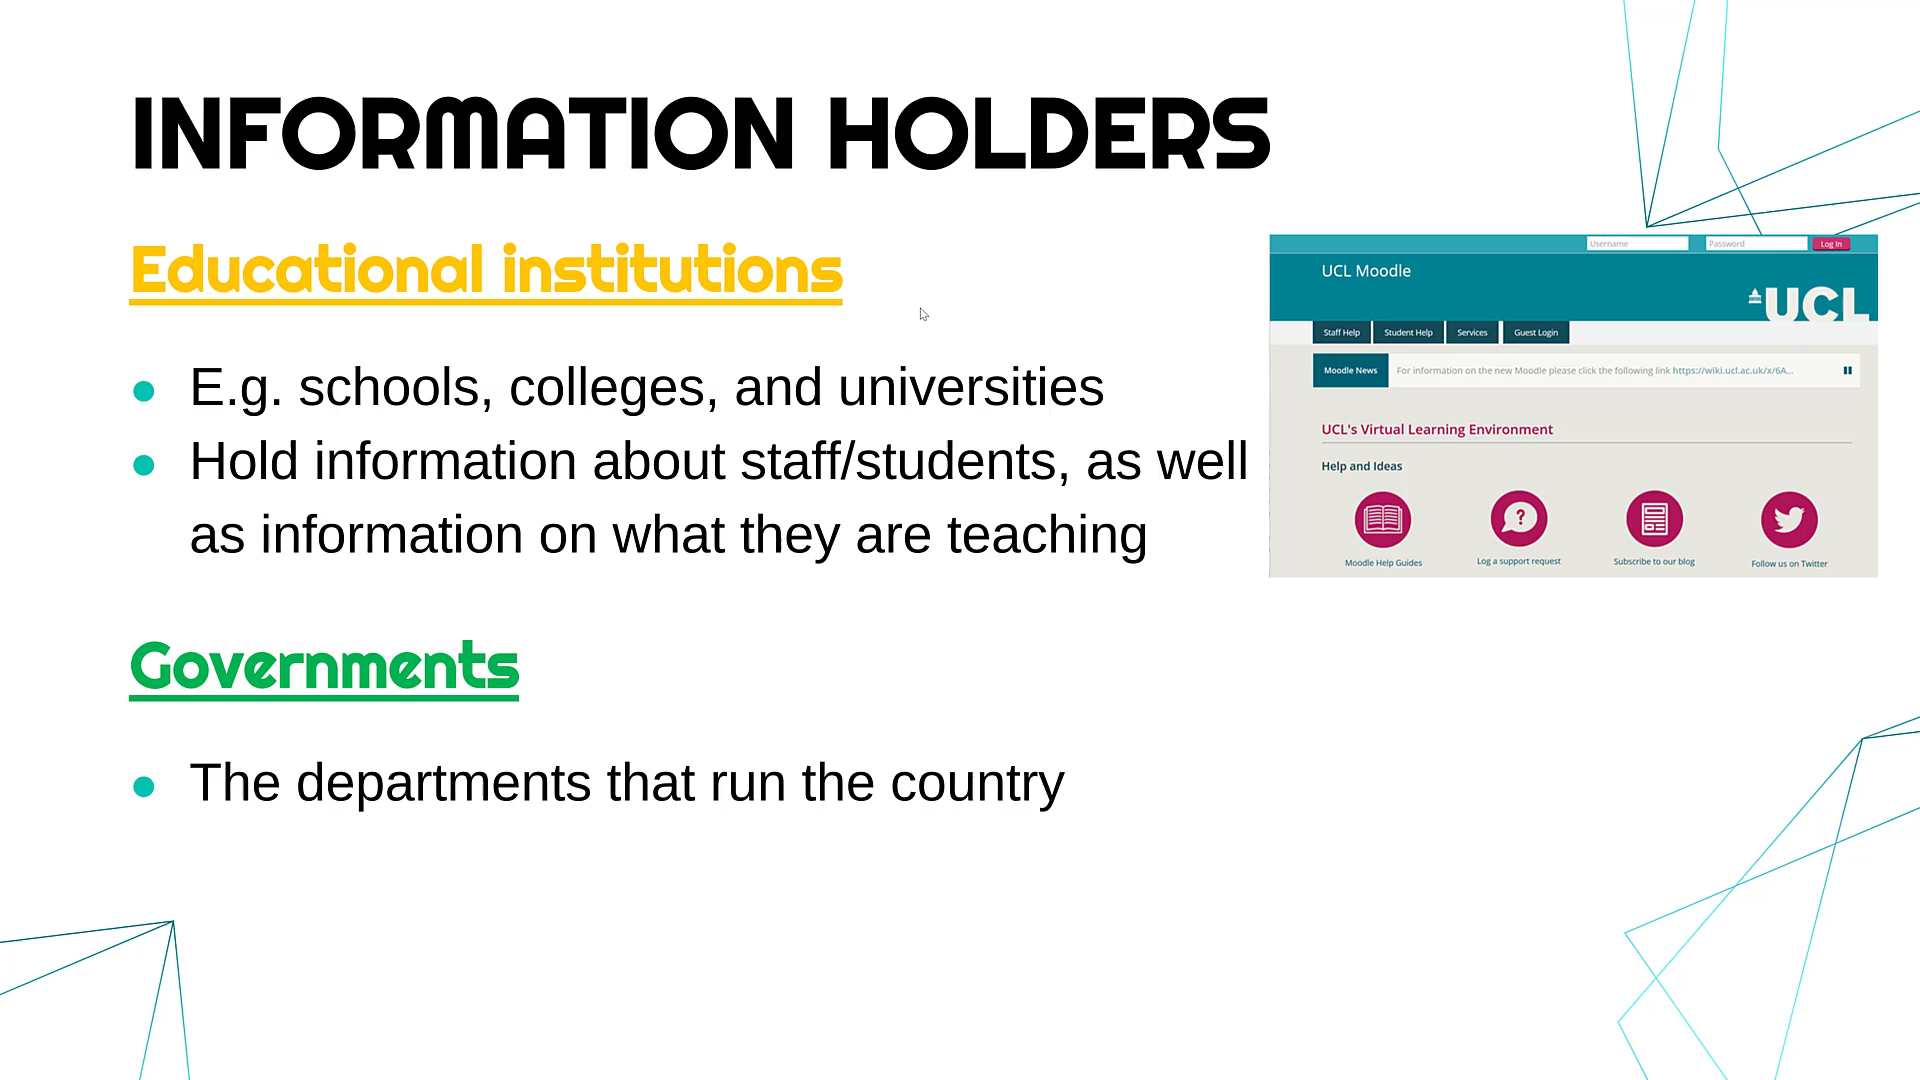 INFORMATION HOLDERS
Educational institutions
E.g. schools, colleges, and universities
Hold information about staff/students, as well
as information on what they are teaching
Governments
The departments that run the country
Username
Password
Log In
UCL Moodle
UCL
Staff Help
Student Help
Services
Guest Login
Moodle News
For information on the new Moodle please click the following link https://wiki.ucl.ac.uk/x/6A...
UCL's Virtual Learning Environment
Help and Ideas
Moodle Help Guides
Log a support request
Subscribe to our blog
Follow us on Twitter